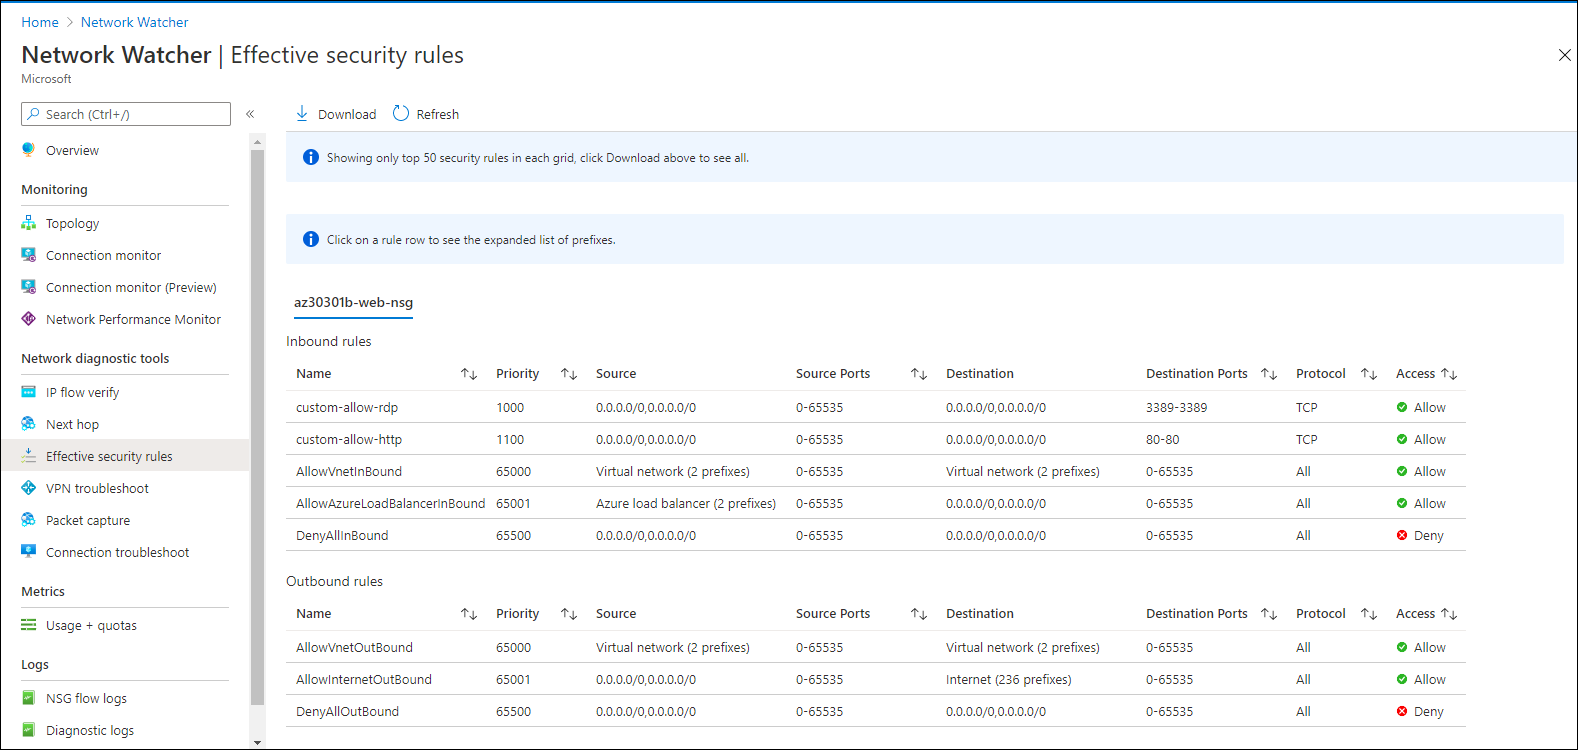 Home > Network Watcher
Network Watcher | Effective security rules
Microsoft
Search (Ctrl+/)
«
Overview
Monitoring
Topology
Connection monitor
Connection monitor (Preview)
Network Performance Monitor
Network diagnostic tools
IP flow verify
Next hop
Effective security rules
VPN troubleshoot
Packet capture
Connection troubleshoot
Metrics
Usage + quotas
Logs
NSG flow logs
Diagnostic logs
Download Refresh
Showing only top 50 security rules in each grid, click Download above to see all.
Click on a rule row to see the expanded list of prefixes.
az30301b-web-nsg
Inbound rules
Name Priority Source Source Ports Destination Destination Ports Protocol Access
custom-allow-rdp 1000 0.0.0.0/0,0.0.0.0/0 0-65535 0.0.0.0/0,0.0.0.0/0 3389-3389 TCP Allow
custom-allow-http 1100 0.0.0.0/0,0.0.0.0/0 0-65535 0.0.0.0/0,0.0.0.0/0 80-80 TCP Allow
AllowVnetInBound 65000 Virtual network (2 prefixes) 0-65535 Virtual network (2 prefixes) 0-65535 All Allow
AllowAzureLoadBalancerInBound 65001 Azure load balancer (2 prefixes) 0-65535 0.0.0.0/0,0.0.0.0/0 0-65535 All Allow
DenyAllInBound 65500 0.0.0.0/0,0.0.0.0/0 0-65535 0.0.0.0/0,0.0.0.0/0 0-65535 All Deny
Outbound rules
Name Priority Source Source Ports Destination Destination Ports Protocol Access
AllowVnetOutBound 65000 Virtual network (2 prefixes) 0-65535 Virtual network (2 prefixes) 0-65535 All Allow
AllowInternetOutBound 65001 0.0.0.0/0,0.0.0.0/0 0-65535 Internet (236 prefixes) 0-65535 All Allow
DenyAllOutBound 65500 0.0.0.0/0,0.0.0.0/0 0-65535 0.0.0.0/0,0.0.0.0/0 0-65535 All Deny